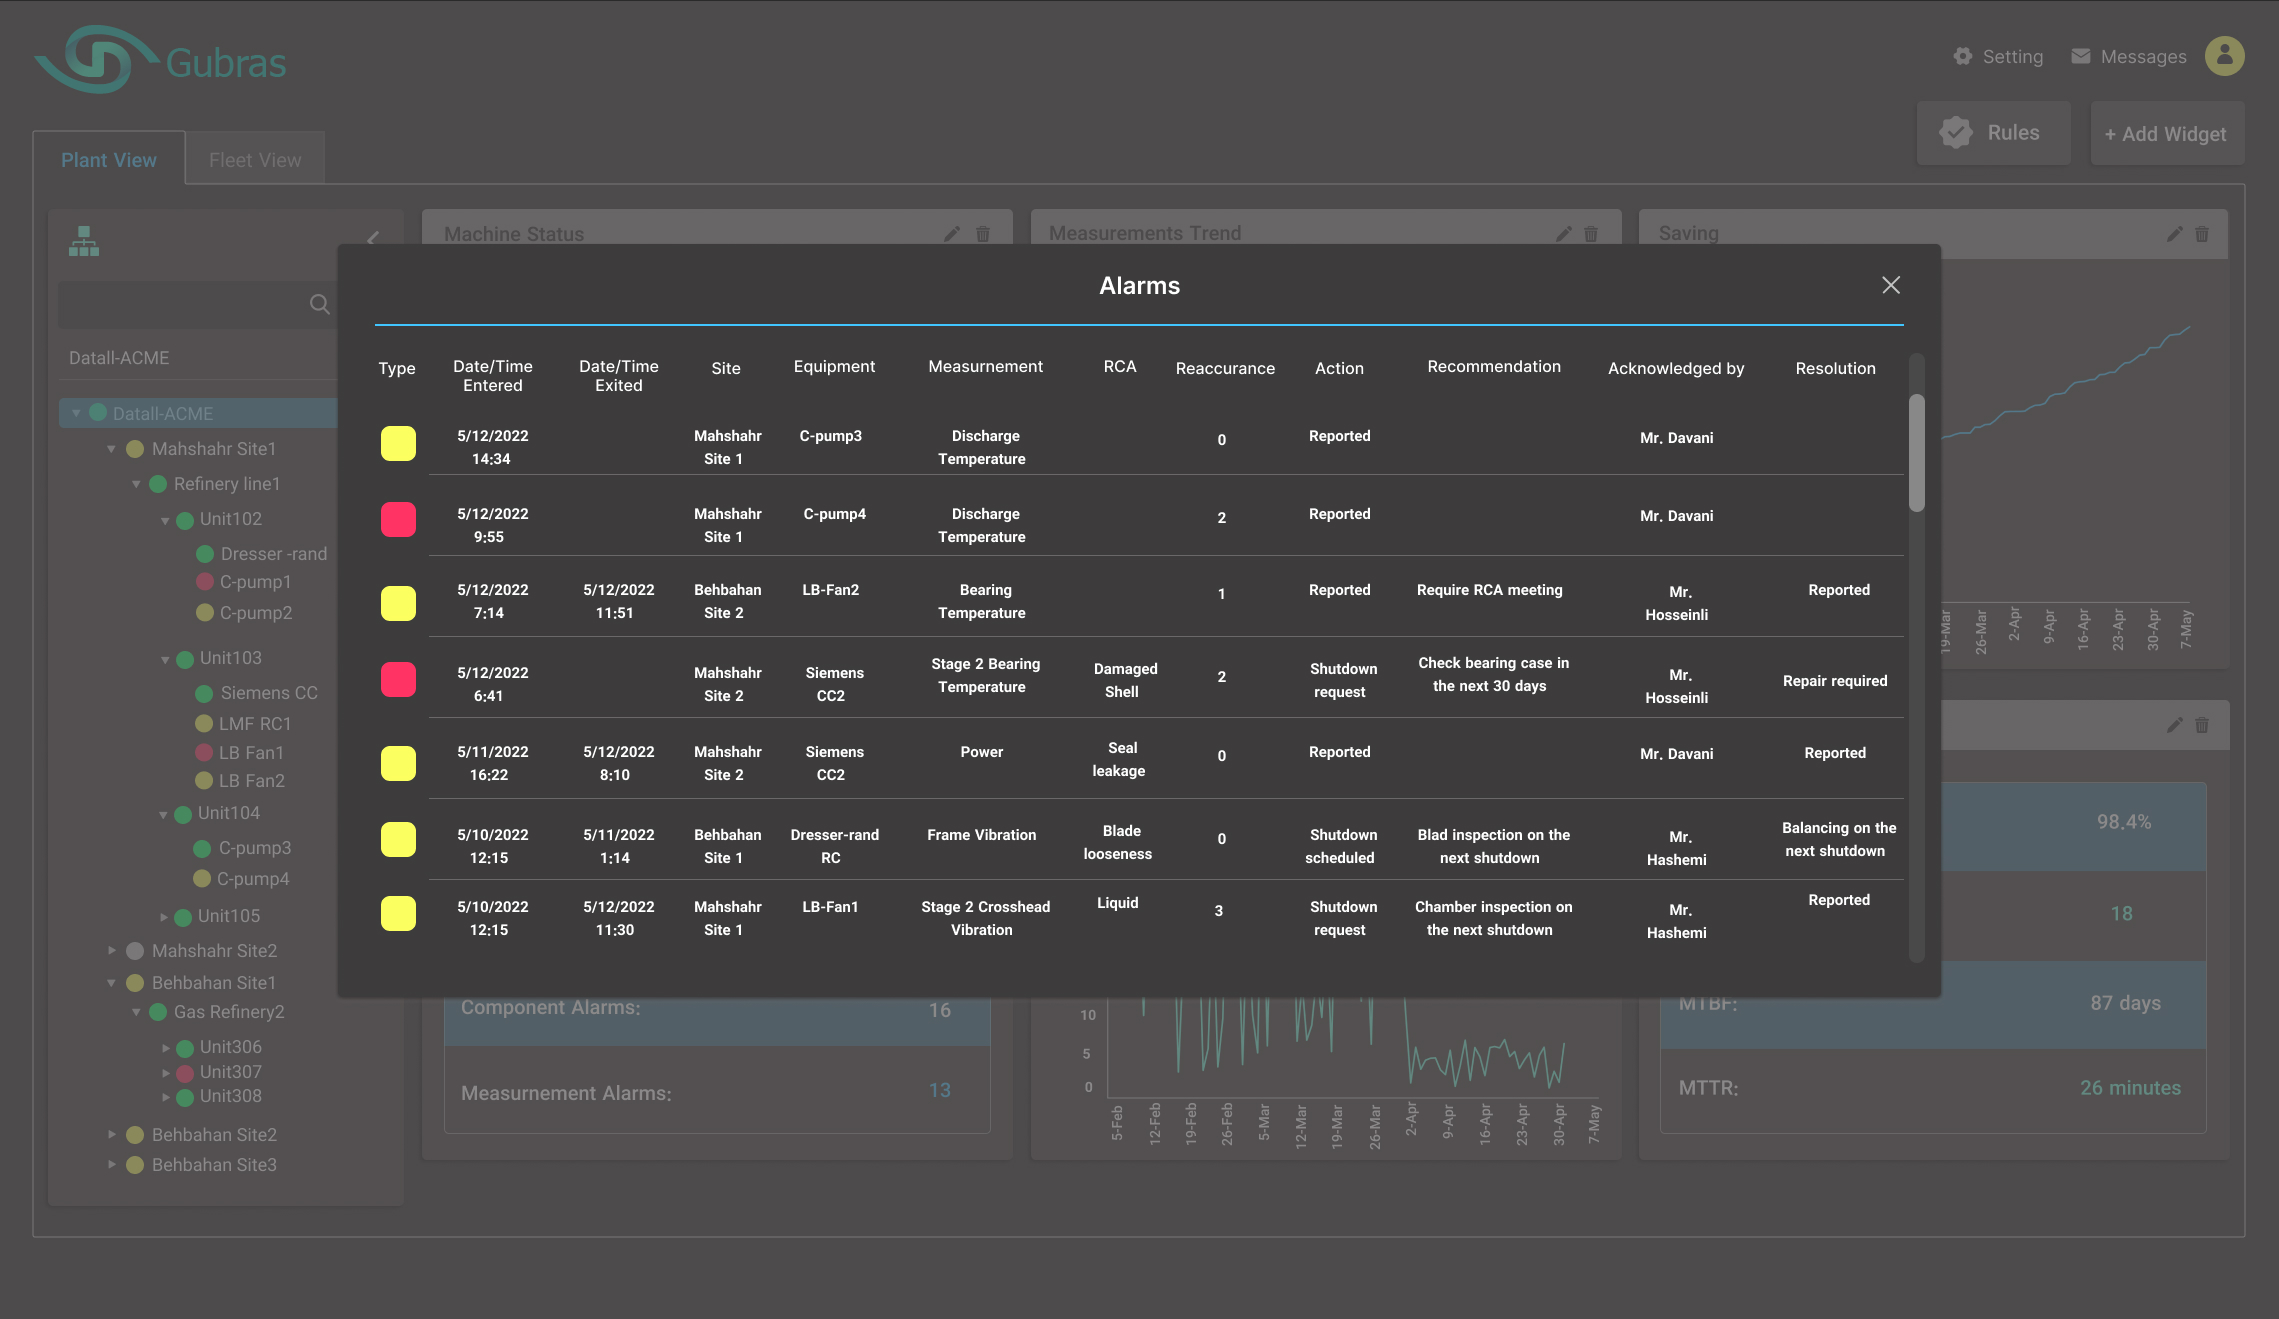 Gubras
Setting
Messages
Rules
+ Add Widget
Plant View
Fleet View
Machine Status
Measurements Trend
Saving
Datall-ACME
Datall-ACME
Mahshahr Site1
Refinery line1
Unit102
Dresser -rand
C-pump1
C-pump2
Unit103
Siemens CC
LMF RC1
LB Fan1
LB Fan2
Unit104
C-pump3
C-pump4
Unit105
Mahshahr Site2
Behbahan Site1
Gas Refinery2
Unit306
Unit307
Unit308
Behbahan Site2
Behbahan Site3
Alarms
Type
Date/Time
Entered
Date/Time
Exited
Site
Equipment
Measurnement
RCA
Reaccurance
Action
Recommendation
Acknowledged by
Resolution
5/12/2022
14:34
Mahshahr
Site 1
C-pump3
Discharge
Temperature
0
Reported
Mr. Davani
5/12/2022
9:55
Mahshahr
Site 1
C-pump4
Discharge
Temperature
2
Reported
Mr. Davani
5/12/2022
7:14
5/12/2022
11:51
Behbahan
Site 2
LB-Fan2
Bearing
Temperature
1
Reported
Require RCA meeting
Mr.
Hosseinli
Reported
5/12/2022
6:41
Mahshahr
Site 2
Siemens
CC2
Stage 2 Bearing
Temperature
Damaged
Shell
2
Shutdown
request
Check bearing case in
the next 30 days
Mr.
Hosseinli
Repair required
5/11/2022
16:22
5/12/2022
8:10
Mahshahr
Site 2
Siemens
CC2
Power
Seal
leakage
0
Reported
Mr. Davani
Reported
5/10/2022
12:15
5/11/2022
1:14
Behbahan
Site 1
Dresser-rand
RC
Frame Vibration
Blade
looseness
0
Shutdown
scheduled
Blad inspection on the
next shutdown
Mr.
Hashemi
Balancing on the
next shutdown
5/10/2022
12:15
5/12/2022
11:30
Mahshahr
Site 1
LB-Fan1
Stage 2 Crosshead
Vibration
Liquid
3
Shutdown
request
Chamber inspection on
the next shutdown
Mr.
Hashemi
Reported
19-Mar
26-Mar
2-Apr
9-Apr
16-Apr
23-Apr
30-Apr
7-May
98.4%
18
MTBF:
87 days
MTTR:
26 minutes
Component Alarms:
16
Measurnement Alarms:
13
10
5
0
5-Feb
12-Feb
19-Feb
26-Feb
5-Mar
12-Mar
19-Mar
26-Mar
2-Apr
9-Apr
16-Apr
23-Apr
30-Apr
7-May